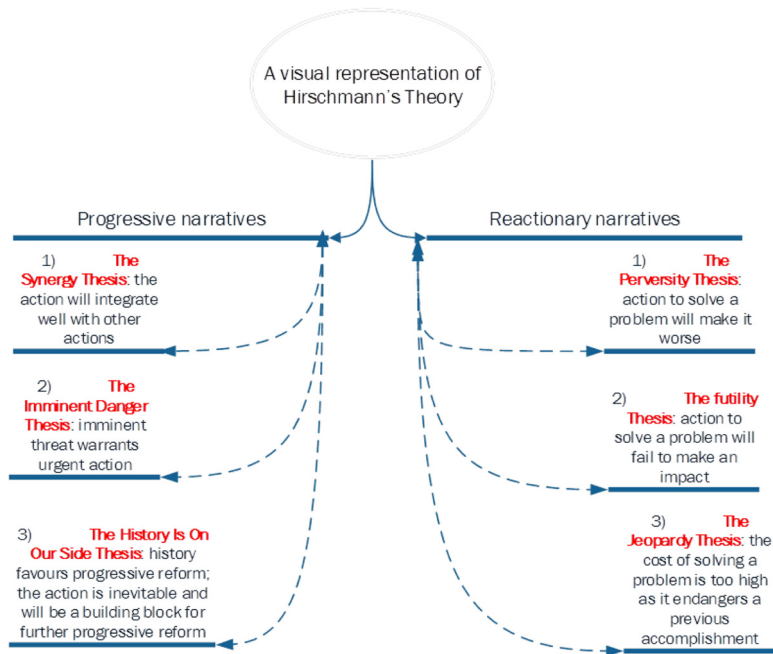 A visual representation of
Hirschmann's Theory
Progressive narratives
1) The
Synergy Thesis: the
action will integrate
well with other
actions
2) The
Imminent Danger
Thesis: imminent
threat warrants
urgent action
3) The History Is On
Our Side Thesis: history
favours progressive reform;
the action is inevitable and
will be a building block for
further progressive reform
Reactionary narratives
1) The
Perversity Thesis:
action to solve a
problem will make it
worse
2) The futility
Thesis: action to
solve a problem will
fail to make an
impact
3) The
Jeopardy Thesis: the
cost of solving a
problem is too high
as it endangers a
previous
accomplishment